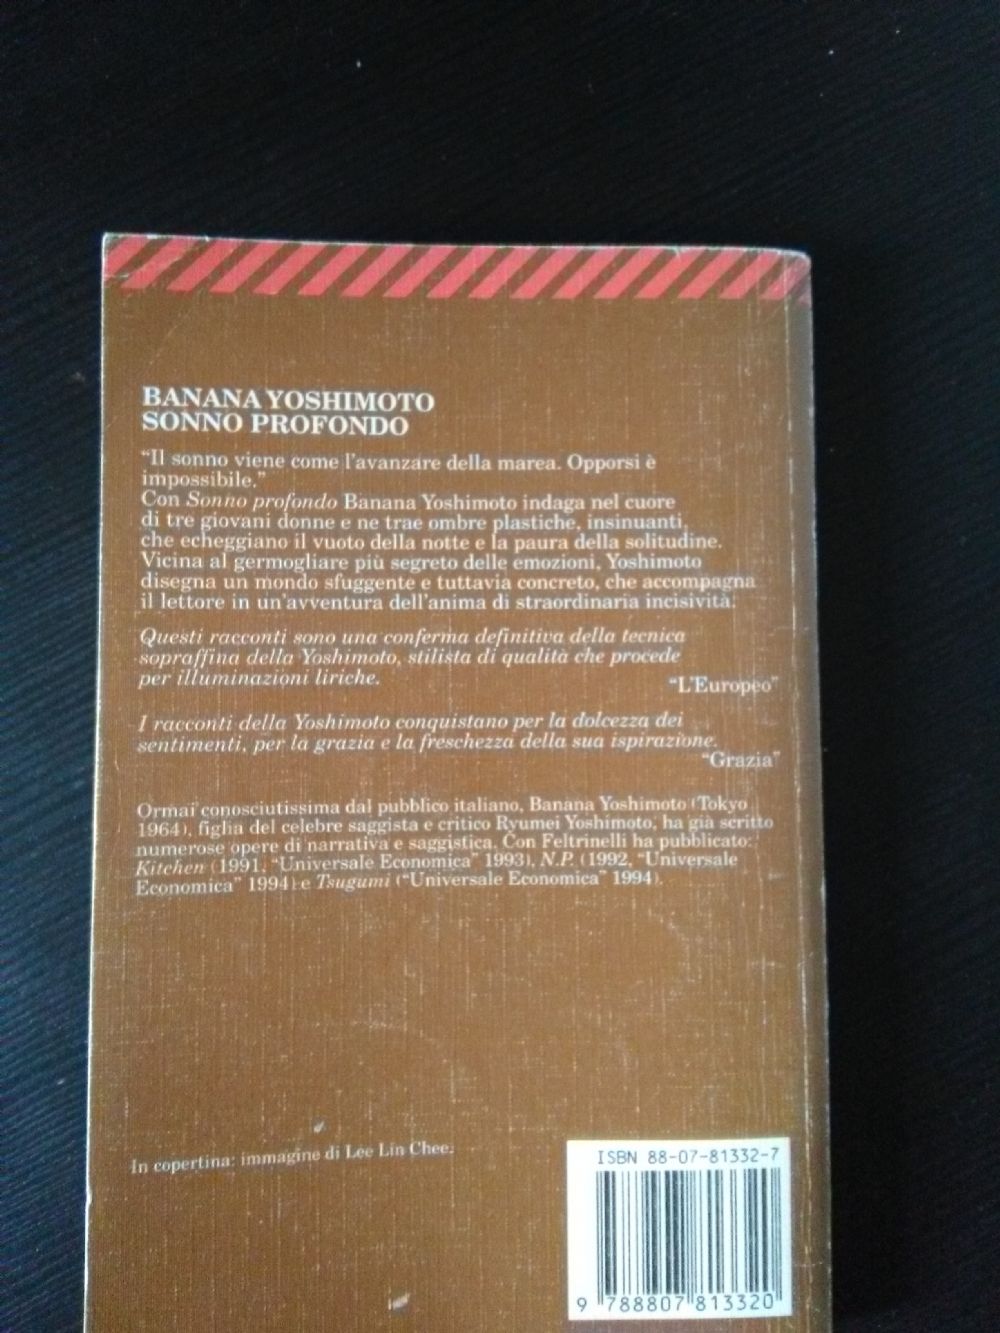 BANANA YOSHIMOTO
SONNO PROFONDO
“Il sonno viene come l’avanzare della marea. Opporsi è
impossibile.”
Con Sonno profondo Banana Yoshimoto indaga nel cuore
di tre giovani donne e ne trae ombre plastiche, insinuanti,
che echeggiano il vuoto della notte e la paura della solitudine.
Vicina al germogliare più segreto delle emozioni, Yoshimoto
disegna un mondo sfuggente e tuttavia concreto, che accompagna
il lettore in un’avventura dell’anima di straordinaria incisività.
Questi racconti sono una conferma definitiva della tecnica
sopraffina della Yoshimoto, stilista di qualità che procede
per illuminazioni liriche.
“L’Europeo”
I racconti della Yoshimoto conquistano per la dolcezza dei
sentimenti, per la grazia e la freschezza della sua ispirazione.
“Grazia”
Ormai conosciutissima dal pubblico italiano, Banana Yoshimoto (Tokyo
1964), figlia del celebre saggista e critico Ryumei Yoshimoto, ha già scritto
numerose opere di narrativa e saggistica. Con Feltrinelli ha pubblicato:
Kitchen (1991, “Universale Economica” 1993), N.P. (1992, “Universale
Economica” 1994) e Tsugumi (“Universale Economica” 1994).
In copertina: immagine di Lee Lin Chee.
ISBN 88-07-81332-7
9 788807 813320